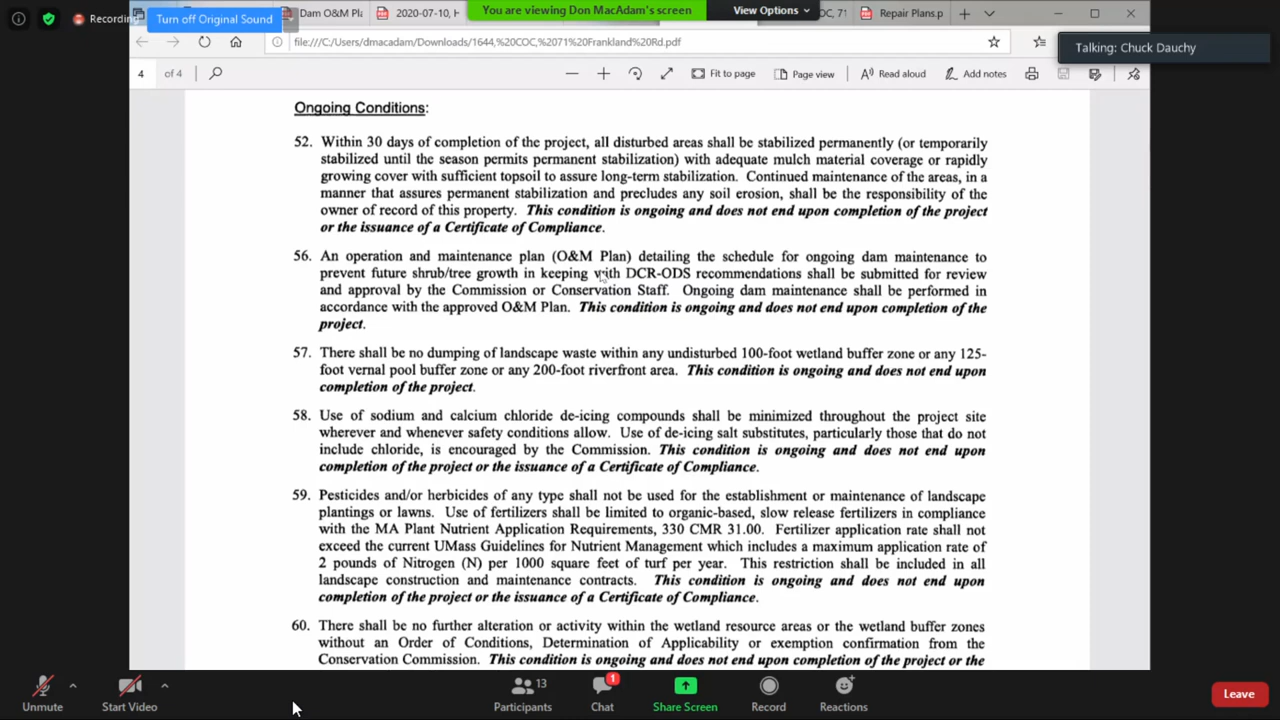 Recording
Turn off Original Sound
Dam O&M Pla
2020-07-10, H
You are viewing Don MacAdam's screen
View Options
OC, 71
Repair Plans.p
file:///C:/Users/dmacadam/Downloads/1644,%20COC,%2071%20Frankland%20Rd.pdf
Talking: Chuck Dauchy
4 of 4
Fit to page
Page view
Read aloud
Add notes
Ongoing Conditions:
52. Within 30 days of completion of the project, all disturbed areas shall be stabilized permanently (or temporarily
stabilized until the season permits permanent stabilization) with adequate mulch material coverage or rapidly
growing cover with sufficient topsoil to assure long-term stabilization. Continued maintenance of the areas, in a
manner that assures permanent stabilization and precludes any soil erosion, shall be the responsibility of the
owner of record of this property. This condition is ongoing and does not end upon completion of the project
or the issuance of a Certificate of Compliance.
56. An operation and maintenance plan (O&M Plan) detailing the schedule for ongoing dam maintenance to
prevent future shrub/tree growth in keeping with DCR-ODS recommendations shall be submitted for review
and approval by the Commission or Conservation Staff. Ongoing dam maintenance shall be performed in
accordance with the approved O&M Plan. This condition is ongoing and does not end upon completion of the
project.
57. There shall be no dumping of landscape waste within any undisturbed 100-foot wetland buffer zone or any 125-
foot vernal pool buffer zone or any 200-foot riverfront area. This condition is ongoing and does not end upon
completion of the project.
58. Use of sodium and calcium chloride de-icing compounds shall be minimized throughout the project site
wherever and whenever safety conditions allow. Use of de-icing salt substitutes, particularly those that do not
include chloride, is encouraged by the Commission. This condition is ongoing and does not end upon
completion of the project or the issuance of a Certificate of Compliance.
59. Pesticides and/or herbicides of any type shall not be used for the establishment or maintenance of landscape
plantings or lawns. Use of fertilizers shall be limited to organic-based, slow release fertilizers in compliance
with the MA Plant Nutrient Application Requirements, 330 CMR 31.00. Fertilizer application rate shall not
exceed the current UMass Guidelines for Nutrient Management which includes a maximum application rate of
2 pounds of Nitrogen (N) per 1000 square feet of turf per year. This restriction shall be included in all
landscape construction and maintenance contracts. This condition is ongoing and does not end upon
completion of the project or the issuance of a Certificate of Compliance.
60. There shall be no further alteration or activity within the wetland resource areas or the wetland buffer zones
without an Order of Conditions, Determination of Applicability or exemption confirmation from the
Conservation Commission. This condition is ongoing and does not end upon completion of the project or the
13
1
Unmute
Start Video
Participants
Chat
Share Screen
Record
Reactions
Leave